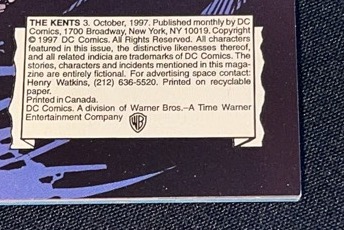 THE KENTS 3. October, 1997. Published monthly by DC
Comics, 1700 Broadway, New York, NY 10019. Copyright
© 1997 DC Comics. All Rights Reserved. All characters
featured in this issue, the distinctive likenesses thereof,
and all related indicia are trademarks of DC Comics. The
stories, characters and incidents mentioned in this maga-
zine are entirely fictional. For advertising space contact:
Henry Watkins, (212) 636-5520. Printed on recyclable
paper.
Printed in Canada.
DC Comics. A division of Warner Bros.–A Time Warner
Entertainment Company
WB